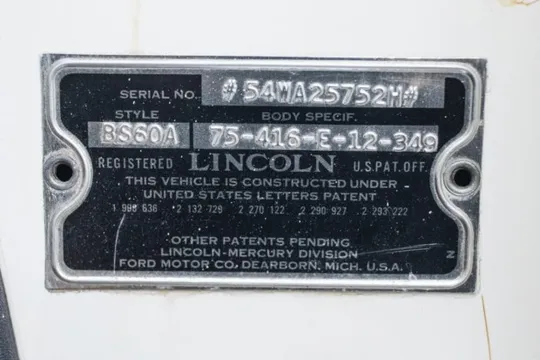 SERIAL NO. #54WA25752H#
STYLE BODY SPECIF.
BS60A 75-416-E-12-349
REGISTERED LINCOLN U.S. PAT. OFF.
THIS VEHICLE IS CONSTRUCTED UNDER
UNITED STATES LETTERS PATENT
1 998 636 2 132 729 2 270 122 2 290 927 2 293 222
OTHER PATENTS PENDING
LINCOLN-MERCURY DIVISION
FORD MOTOR CO. DEARBORN, MICH. U.S.A.
N